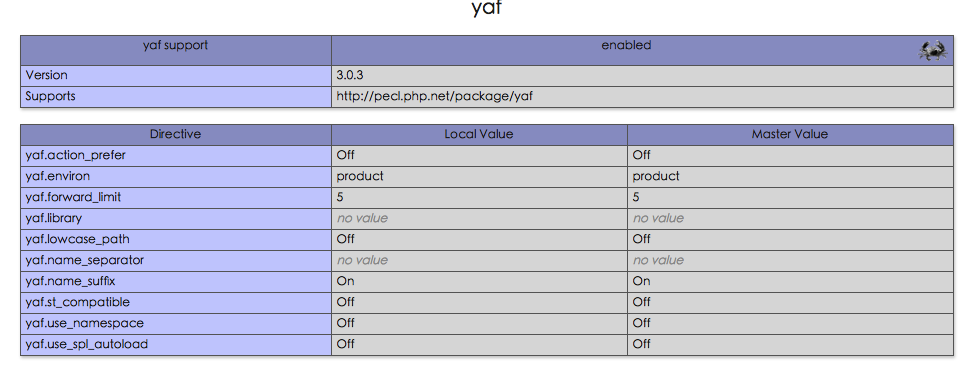 yaf
yaf support enabled
Version 3.0.3
Supports http://pecl.php.net/package/yaf
Directive Local Value Master Value
yaf.action_prefer Off Off
yaf.environ product product
yaf.forward_limit 5 5
yaf.library no value no value
yaf.lowcase_path Off Off
yaf.name_separator no value no value
yaf.name_suffix On On
yaf.st_compatible Off Off
yaf.use_namespace Off Off
yaf.use_spl_autoload Off Off